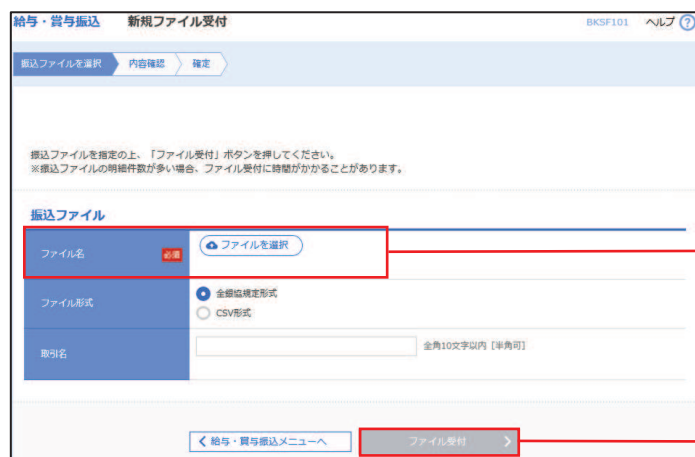 給与・賞与振込 新規ファイル受付 BKSF101 ヘルプ ?
振込ファイルを選択 内容確認 確定
振込ファイルを指定の上、「ファイル受付」ボタンを押してください。
※振込ファイルの明細件数が多い場合、ファイル受付に時間がかかることがあります。
振込ファイル
ファイル名 必須 ファイルを選択
ファイル形式 全銀協規定形式
CSV形式
取引名 全角10文字以内 [半角可]
給与・賞与振込メニューへ ファイル受付